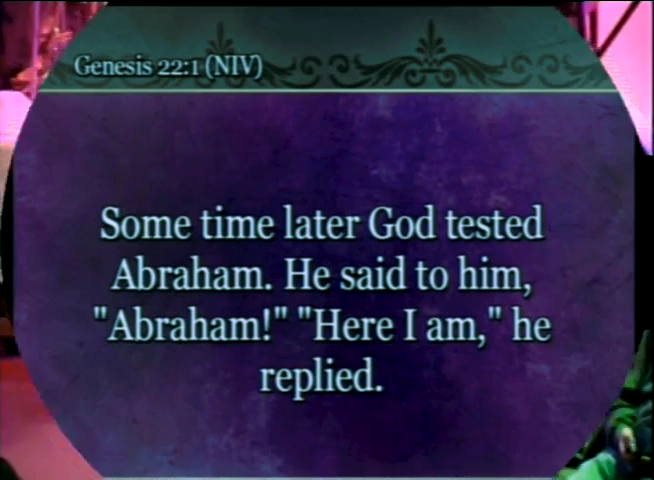 Genesis 22:1 (NIV)
Some time later God tested
Abraham. He said to him,
"Abraham!" "Here I am," he
replied.